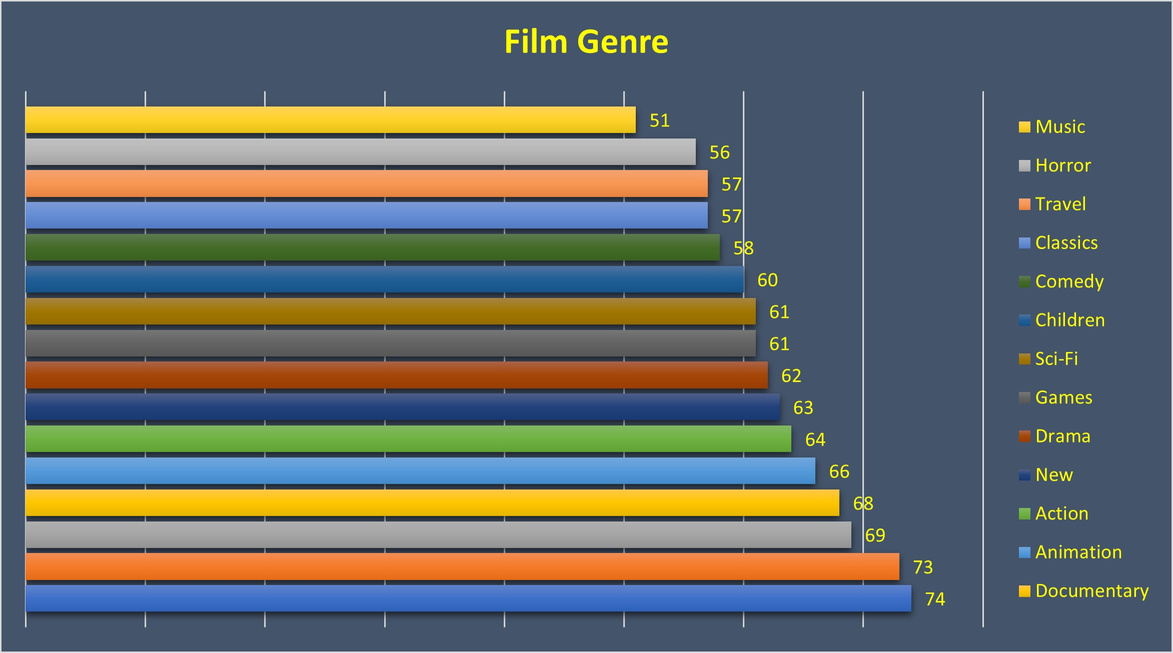 Film Genre
51
56
57
57
58
60
61
61
62
63
64
66
68
69
73
74
Music
Horror
Travel
Classics
Comedy
Children
Sci-Fi
Games
Drama
New
Action
Animation
Documentary